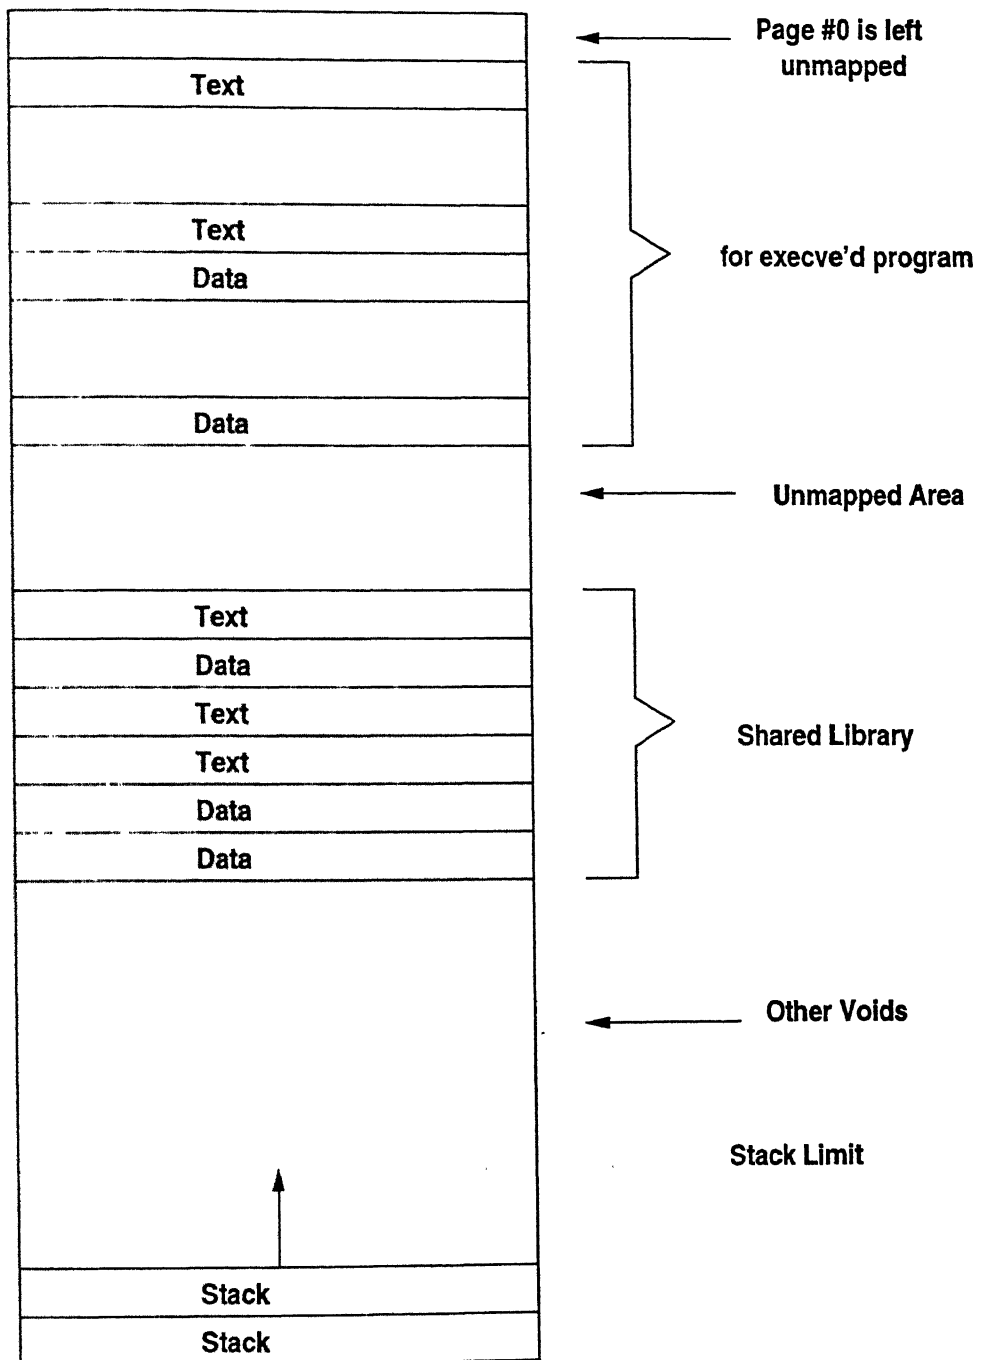 Page #0 is left
unmapped
Text
Text
for execve'd program
Data
Data
Unmapped Area
Text
Data
Text
Shared Library
Text
Data
Data
Other Voids
Stack Limit
Stack
Stack